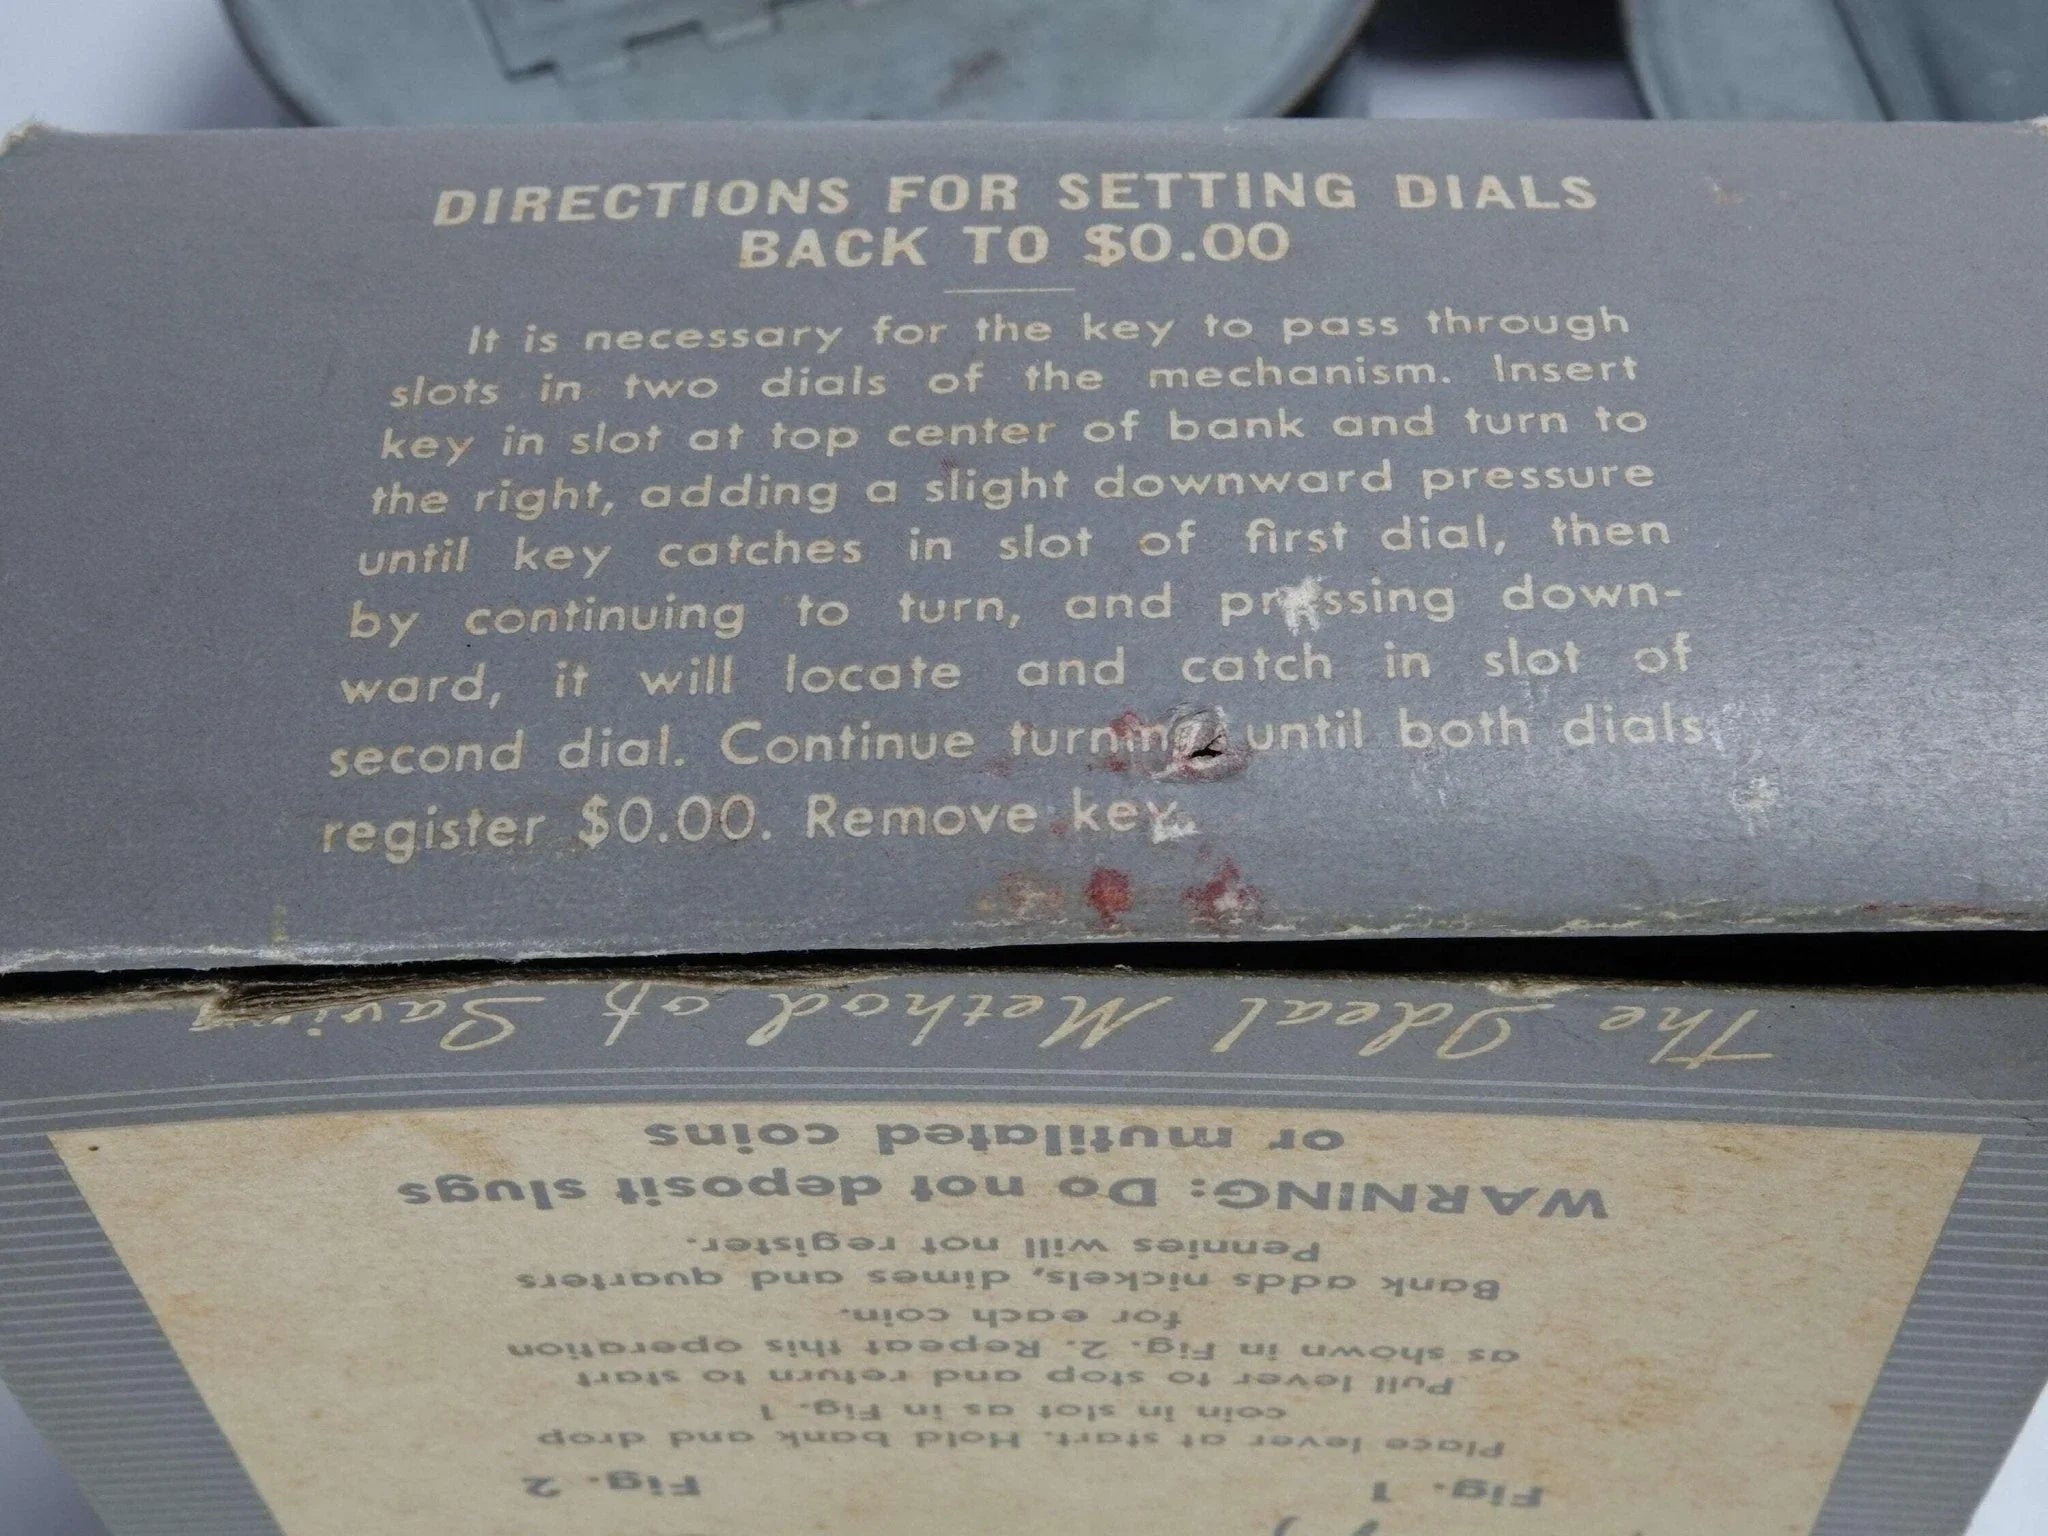 DIRECTIONS FOR SETTING DIALS
BACK TO $0.00
It is necessary for the key to pass through
slots in two dials of the mechanism. Insert
key in slot at top center of bank and turn to
the right, adding a slight downward pressure
until key catches in slot of first dial, then
by continuing to turn, and pressing down-
ward, it will locate and catch in slot of
second dial. Continue turning until both dials
register $0.00. Remove key.
The Ideal Method of Saving
Fig. 1 Fig. 2
Place lever at start. Hold bank and drop
coin in slot as in Fig. 1
Pull lever to stop and return to start
as shown in Fig. 2. Repeat this operation
for each coin.
Bank adds nickels, dimes and quarters
Pennies will not register.
WARNING: Do not deposit slugs
or mutilated coins